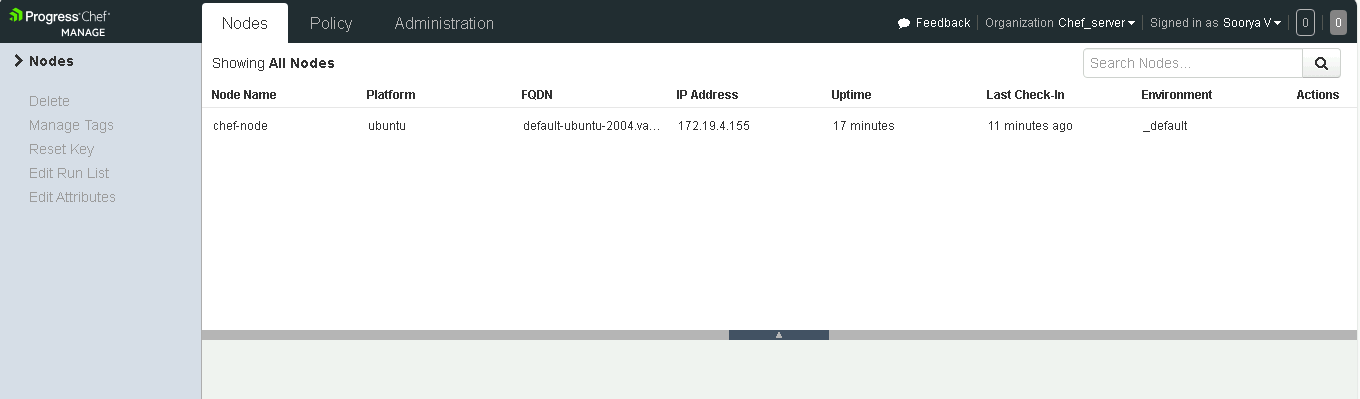 Progress Chef
MANAGE
Nodes Policy Administration
Feedback Organization Chef_server Signed in as Soorya V 0 0
Nodes
Delete
Manage Tags
Reset Key
Edit Run List
Edit Attributes
Showing All Nodes
Search Nodes...
Node Name Platform FQDN IP Address Uptime Last Check-In Environment Actions
chef-node ubuntu default-ubuntu-2004.va... 172.19.4.155 17 minutes 11 minutes ago _default